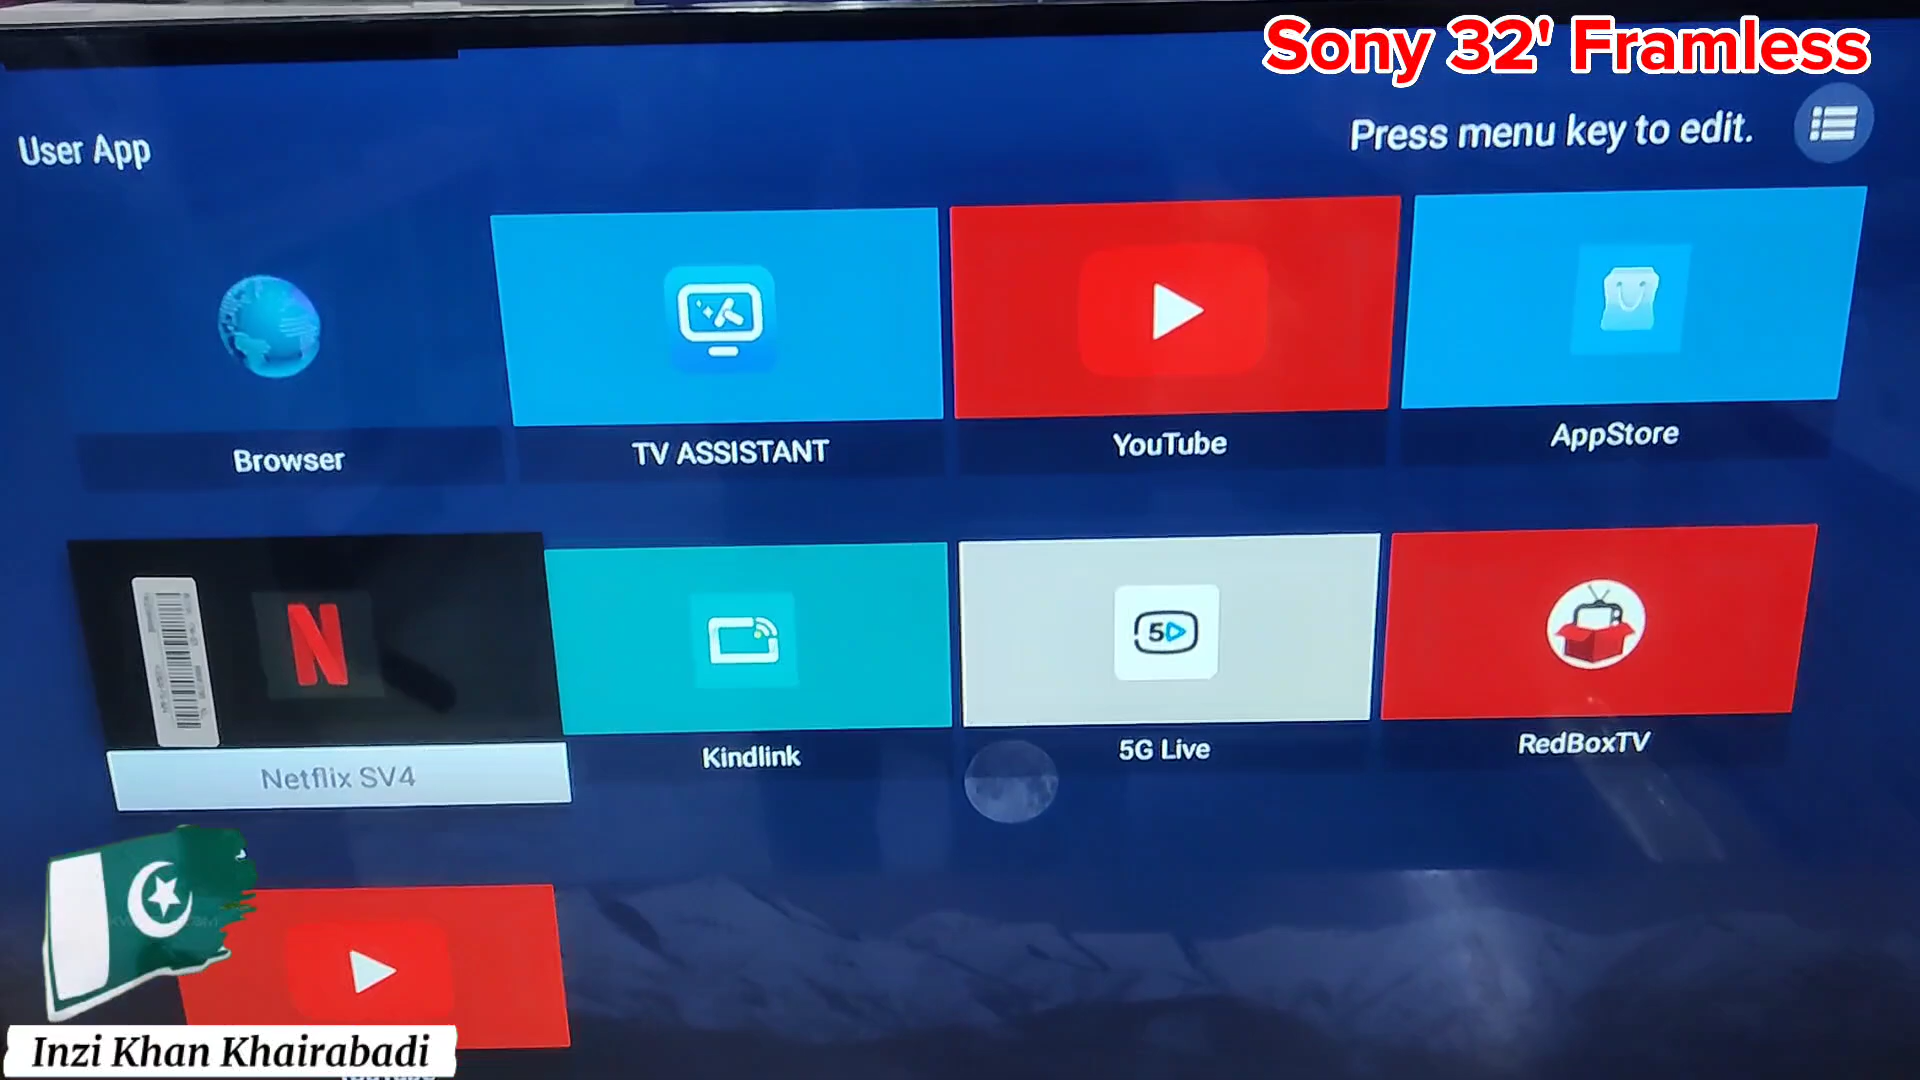 Sony 32' Framless
User App
Press menu key to edit.
Browser
TV ASSISTANT
YouTube
AppStore
N
5
Netflix SV4
Kindlink
5G Live
RedBoxTV
Inzi Khan Khairabadi